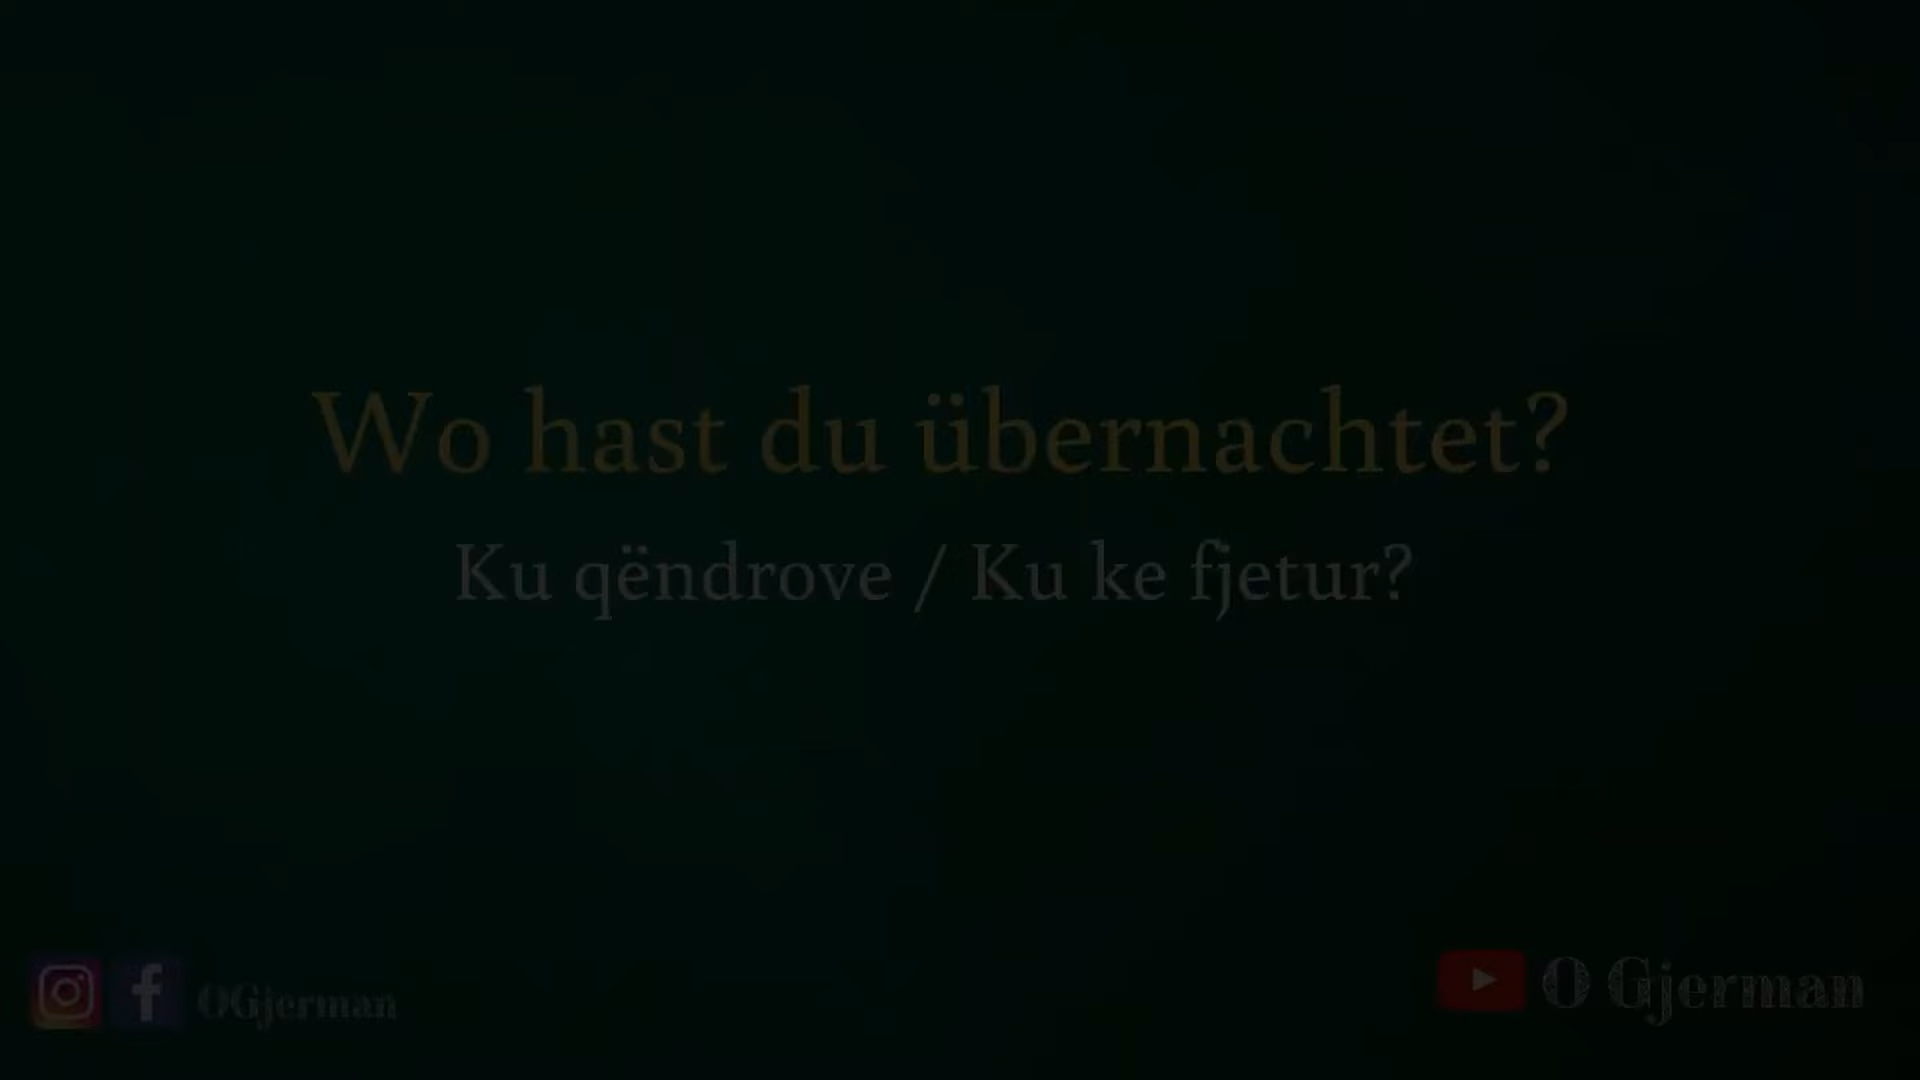 Wo hast du übernachtet?
Ku qëndrove / Ku ke fjetur?
OGjerman
O Gjerman